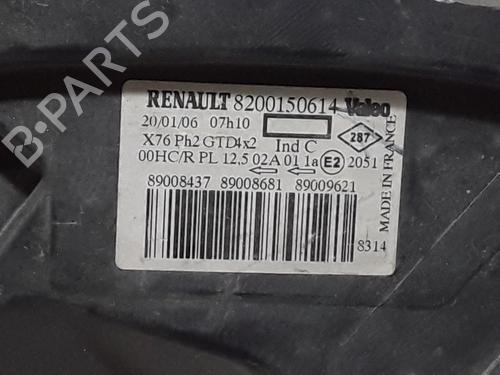 RENAULT 8200150614 Valeo
20/01/06 07h10
X76 Ph2 GTD4x2 Ind C 287
00HC/R PL 12,5 02A 01 1a E2 2051
89008437 89008681 89009621
8314
MADE IN FRANCE
B-PARTS